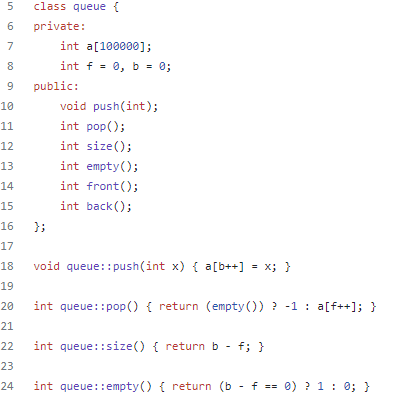 5 class queue {
6 private:
7     int a[100000];
8     int f = 0, b = 0;
9 public:
10     void push(int);
11     int pop();
12     int size();
13     int empty();
14     int front();
15     int back();
16 };
17
18 void queue::push(int x) { a[b++] = x; }
19
20 int queue::pop() { return (empty()) ? -1 : a[f++]; }
21
22 int queue::size() { return b - f; }
23
24 int queue::empty() { return (b - f == 0) ? 1 : 0; }